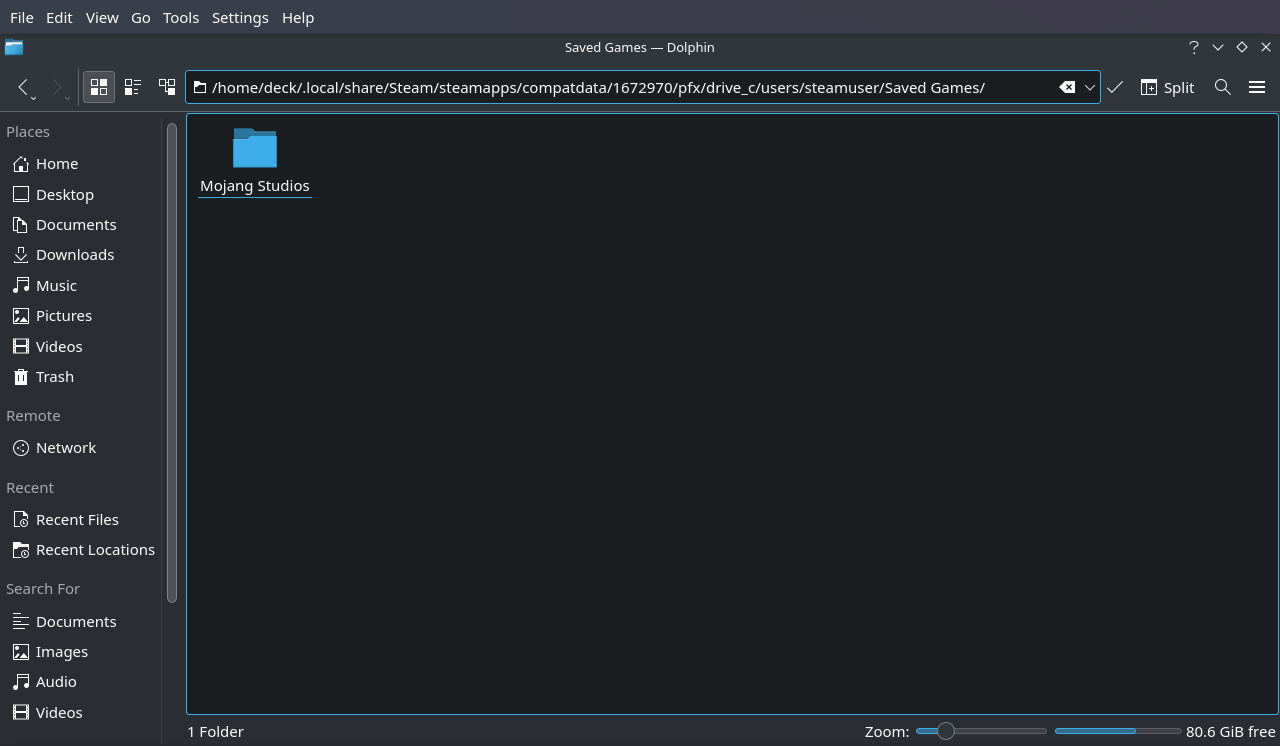 File Edit View Go Tools Settings Help
Saved Games — Dolphin
/home/deck/.local/share/Steam/steamapps/compatdata/1672970/pfx/drive_c/users/steamuser/Saved Games/
Split
Places
Home
Desktop
Documents
Downloads
Music
Pictures
Videos
Trash
Remote
Network
Recent
Recent Files
Recent Locations
Search For
Documents
Images
Audio
Videos
Mojang Studios
1 Folder
Zoom:
80.6 GiB free